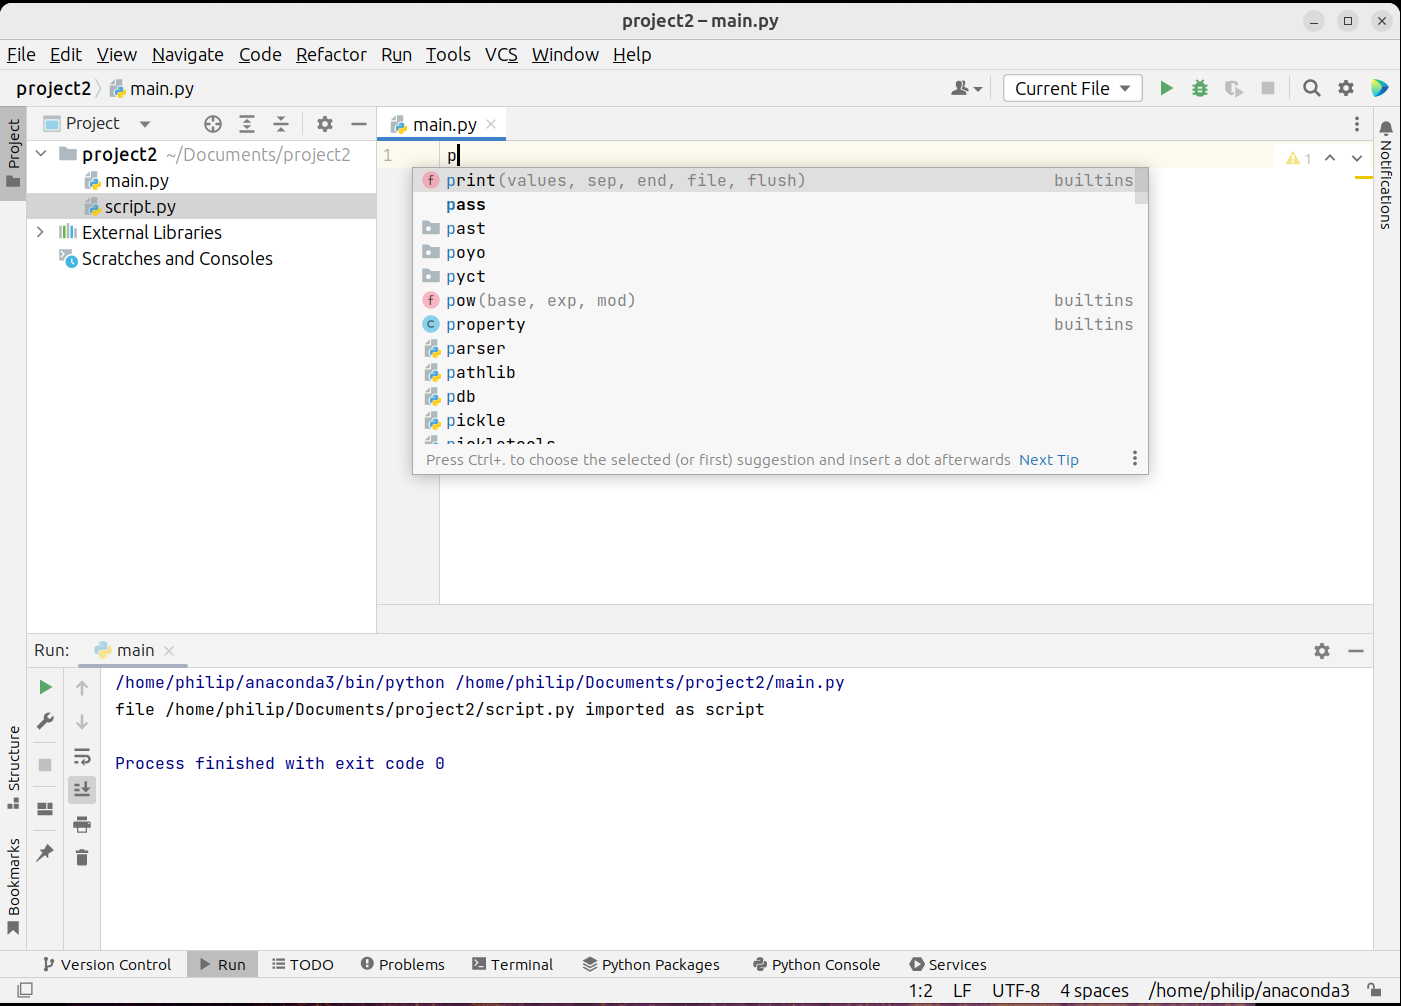 project2 – main.py
File Edit View Navigate Code Refactor Run Tools VCS Window Help
project2 main.py Current File
Project main.py
Project
project2 ~/Documents/project2
main.py
script.py
External Libraries
Scratches and Consoles
1 p 1
print(values, sep, end, file, flush) builtins
pass
past
poyo
pyct
pow(base, exp, mod) builtins
property builtins
parser
pathlib
pdb
pickle
pickletools
Press Ctrl+. to choose the selected (or first) suggestion and insert a dot afterwards Next Tip
Notifications
Run: main
/home/philip/anaconda3/bin/python /home/philip/Documents/project2/main.py
file /home/philip/Documents/project2/script.py imported as script
Process finished with exit code 0
Structure
Bookmarks
Version Control Run TODO Problems Terminal Python Packages Python Console Services
1:2 LF UTF-8 4 spaces /home/philip/anaconda3